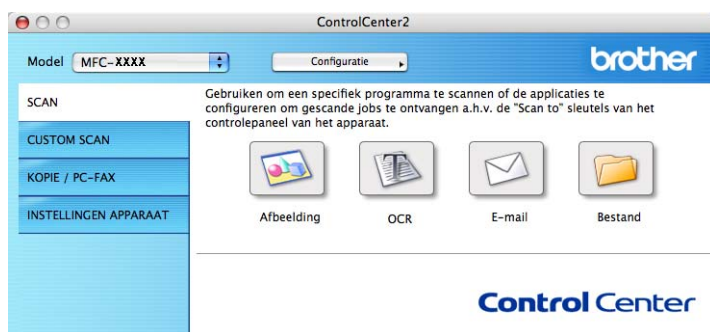 ControlCenter2
Model MFC-XXXX Configuratie brother
SCAN
CUSTOM SCAN
KOPIE / PC-FAX
INSTELLINGEN APPARAAT
Gebruiken om een specifiek programma te scannen of de applicaties te
configureren om gescande jobs te ontvangen a.h.v. de "Scan to" sleutels van het
controlepaneel van het apparaat.
Afbeelding OCR E-mail Bestand
Control Center